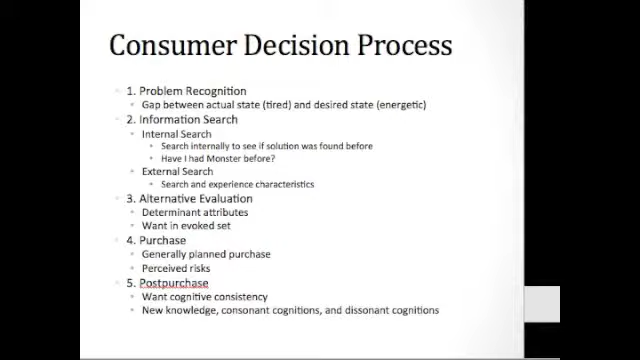 Consumer Decision Process
1. Problem Recognition
Gap between actual state (tired) and desired state (energetic)
2. Information Search
Internal Search
Search internally to see if solution was found before
Have I had Monster before?
External Search
Search and experience characteristics
3. Alternative Evaluation
Determinant attributes
Want in evoked set
4. Purchase
Generally planned purchase
Perceived risks
5. Postpurchase
Want cognitive consistency
New knowledge, consonant cognitions, and dissonant cognitions